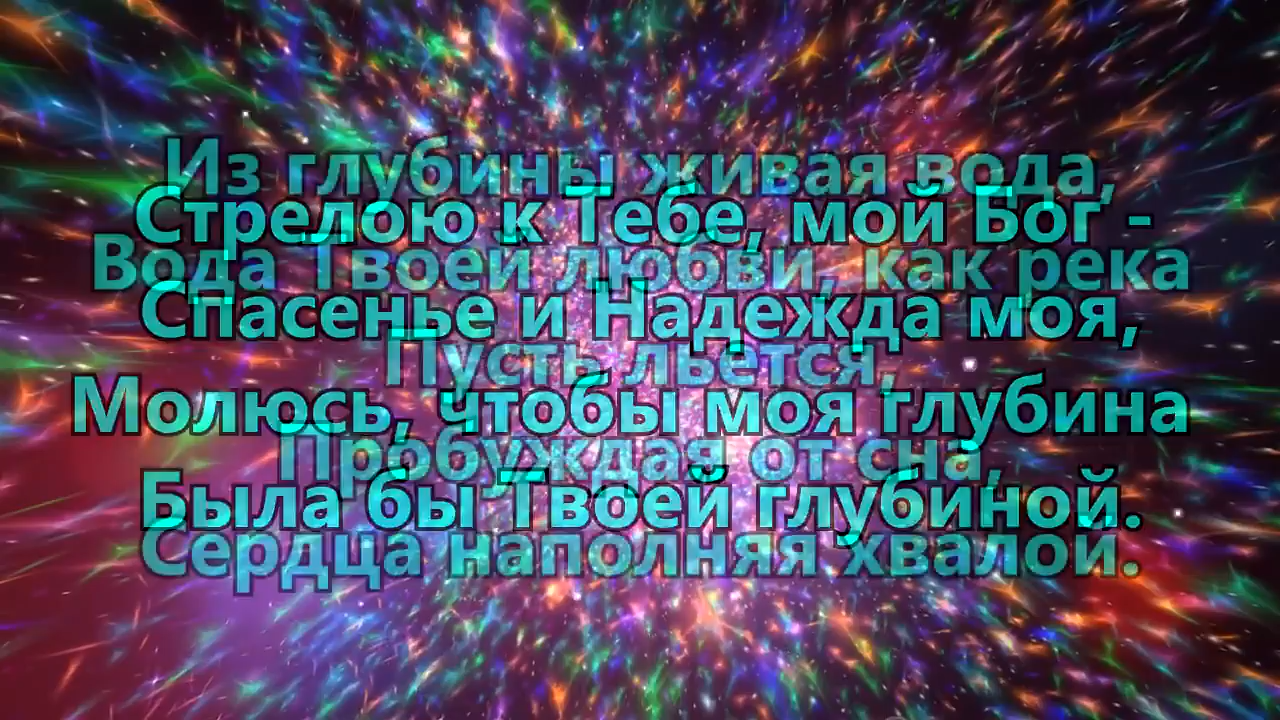 Из глубины живая вода,
Стрелою к Тебе, мой Бог -
Вода Твоей любви, как река
Спасенье и Надежда моя,
Пусть льется,
Молюсь, чтобы моя глубина
Пробуждая от сна,
Была бы Твоей глубиной.
Сердца наполняя хвалой.